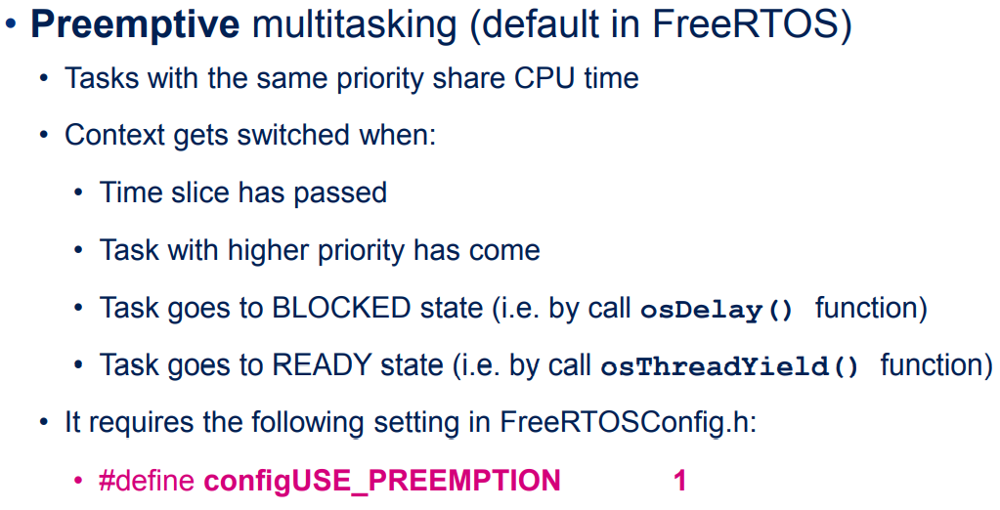 • Preemptive multitasking (default in FreeRTOS)
• Tasks with the same priority share CPU time
• Context gets switched when:
• Time slice has passed
• Task with higher priority has come
• Task goes to BLOCKED state (i.e. by call osDelay() function)
• Task goes to READY state (i.e. by call osThreadYield() function)
• It requires the following setting in FreeRTOSConfig.h:
• #define configUSE_PREEMPTION 1